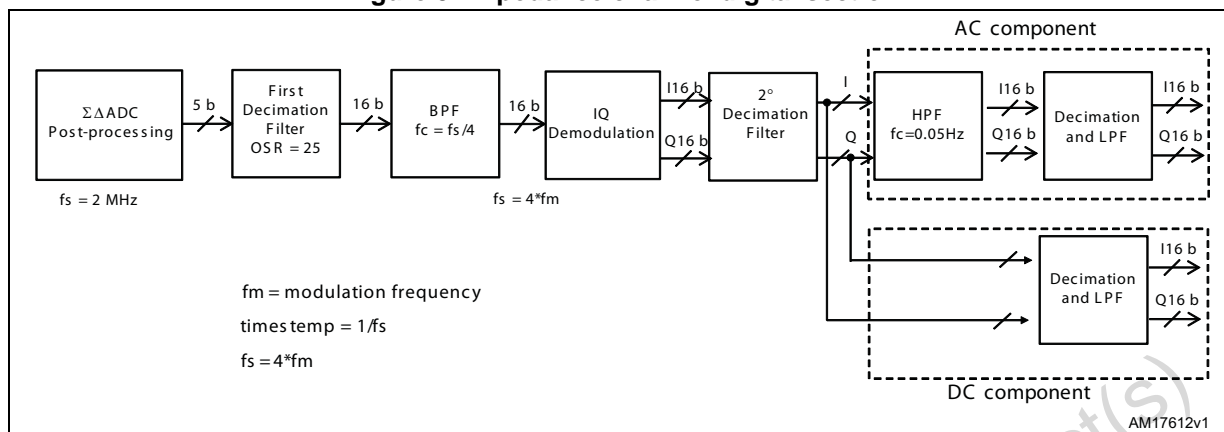 AC component
ΣΔADC
Post-processing
5 b
First
Decimation
Filter
OSR = 25
16 b
BPF
fc = fs/4
16 b
IQ
Demodulation
I16 b
Q16 b
2°
Decimation
Filter
I
Q
HPF
fc=0.05Hz
I16 b
Q16 b
Decimation
and LPF
I16 b
Q16 b
fs = 2 MHz
fs = 4*fm
fm = modulation frequency
times temp = 1/fs
fs = 4*fm
Decimation
and LPF
I16 b
Q16 b
DC component
AM17612v1